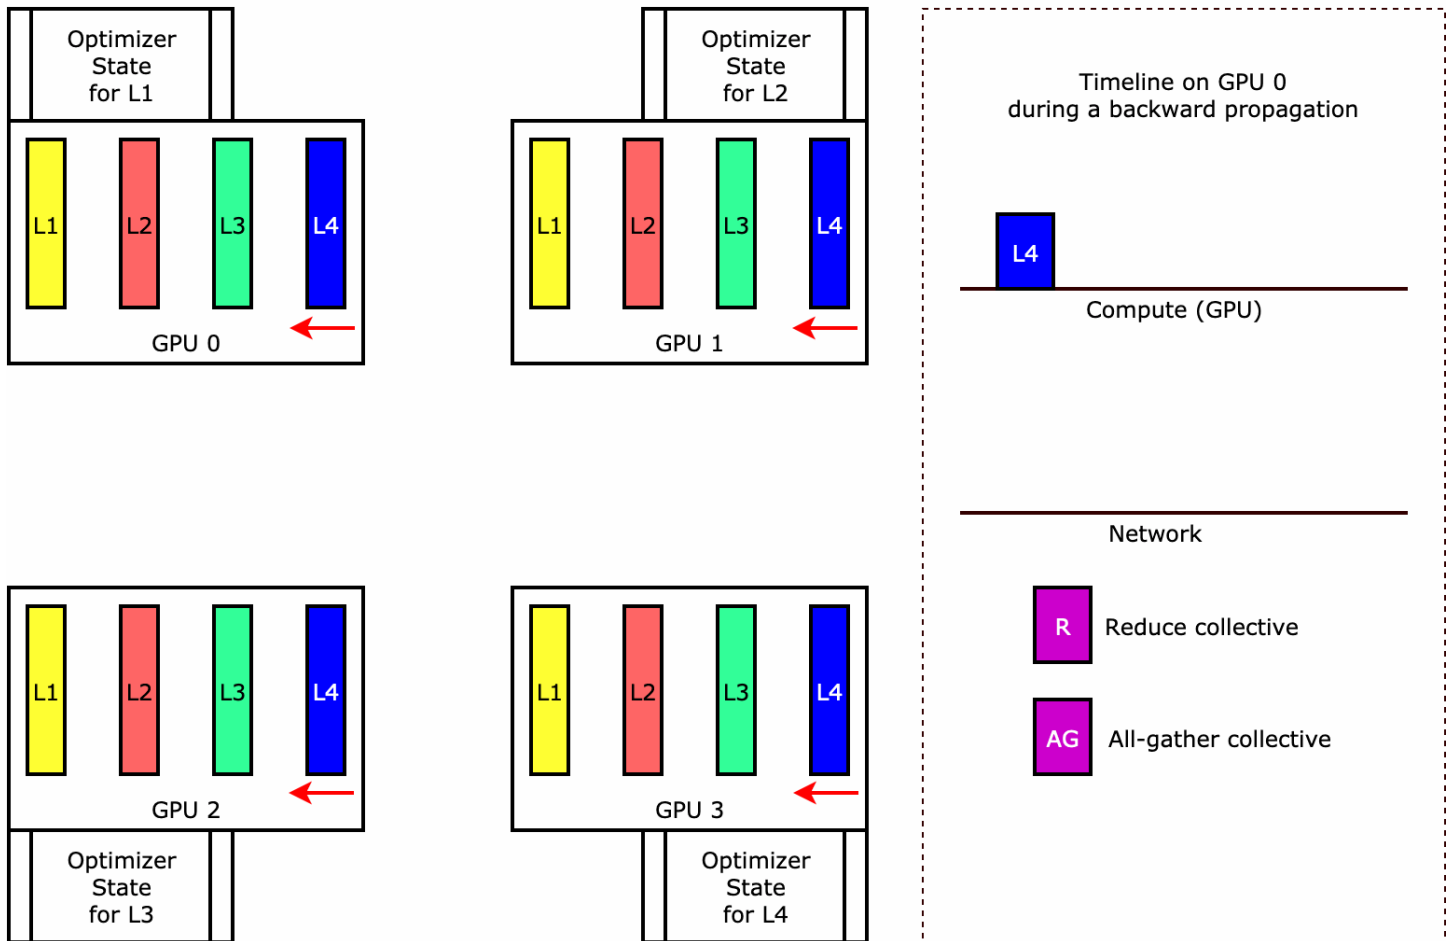 Optimizer
State
for L1
L1
L2
L3
L4
GPU 0
Optimizer
State
for L2
L1
L2
L3
L4
GPU 1
L1
L2
L3
L4
GPU 2
Optimizer
State
for L3
L1
L2
L3
L4
GPU 3
Optimizer
State
for L4
Timeline on GPU 0
during a backward propagation
L4
Compute (GPU)
Network
R Reduce collective
AG All-gather collective